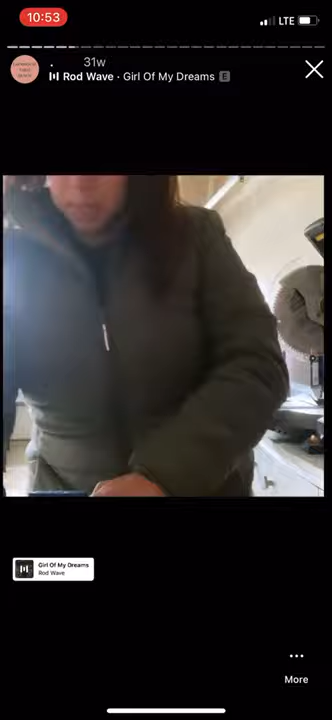 10:53
LTE
. 31w
Rod Wave · Girl Of My Dreams E
Girl Of My Dreams
Rod Wave
More